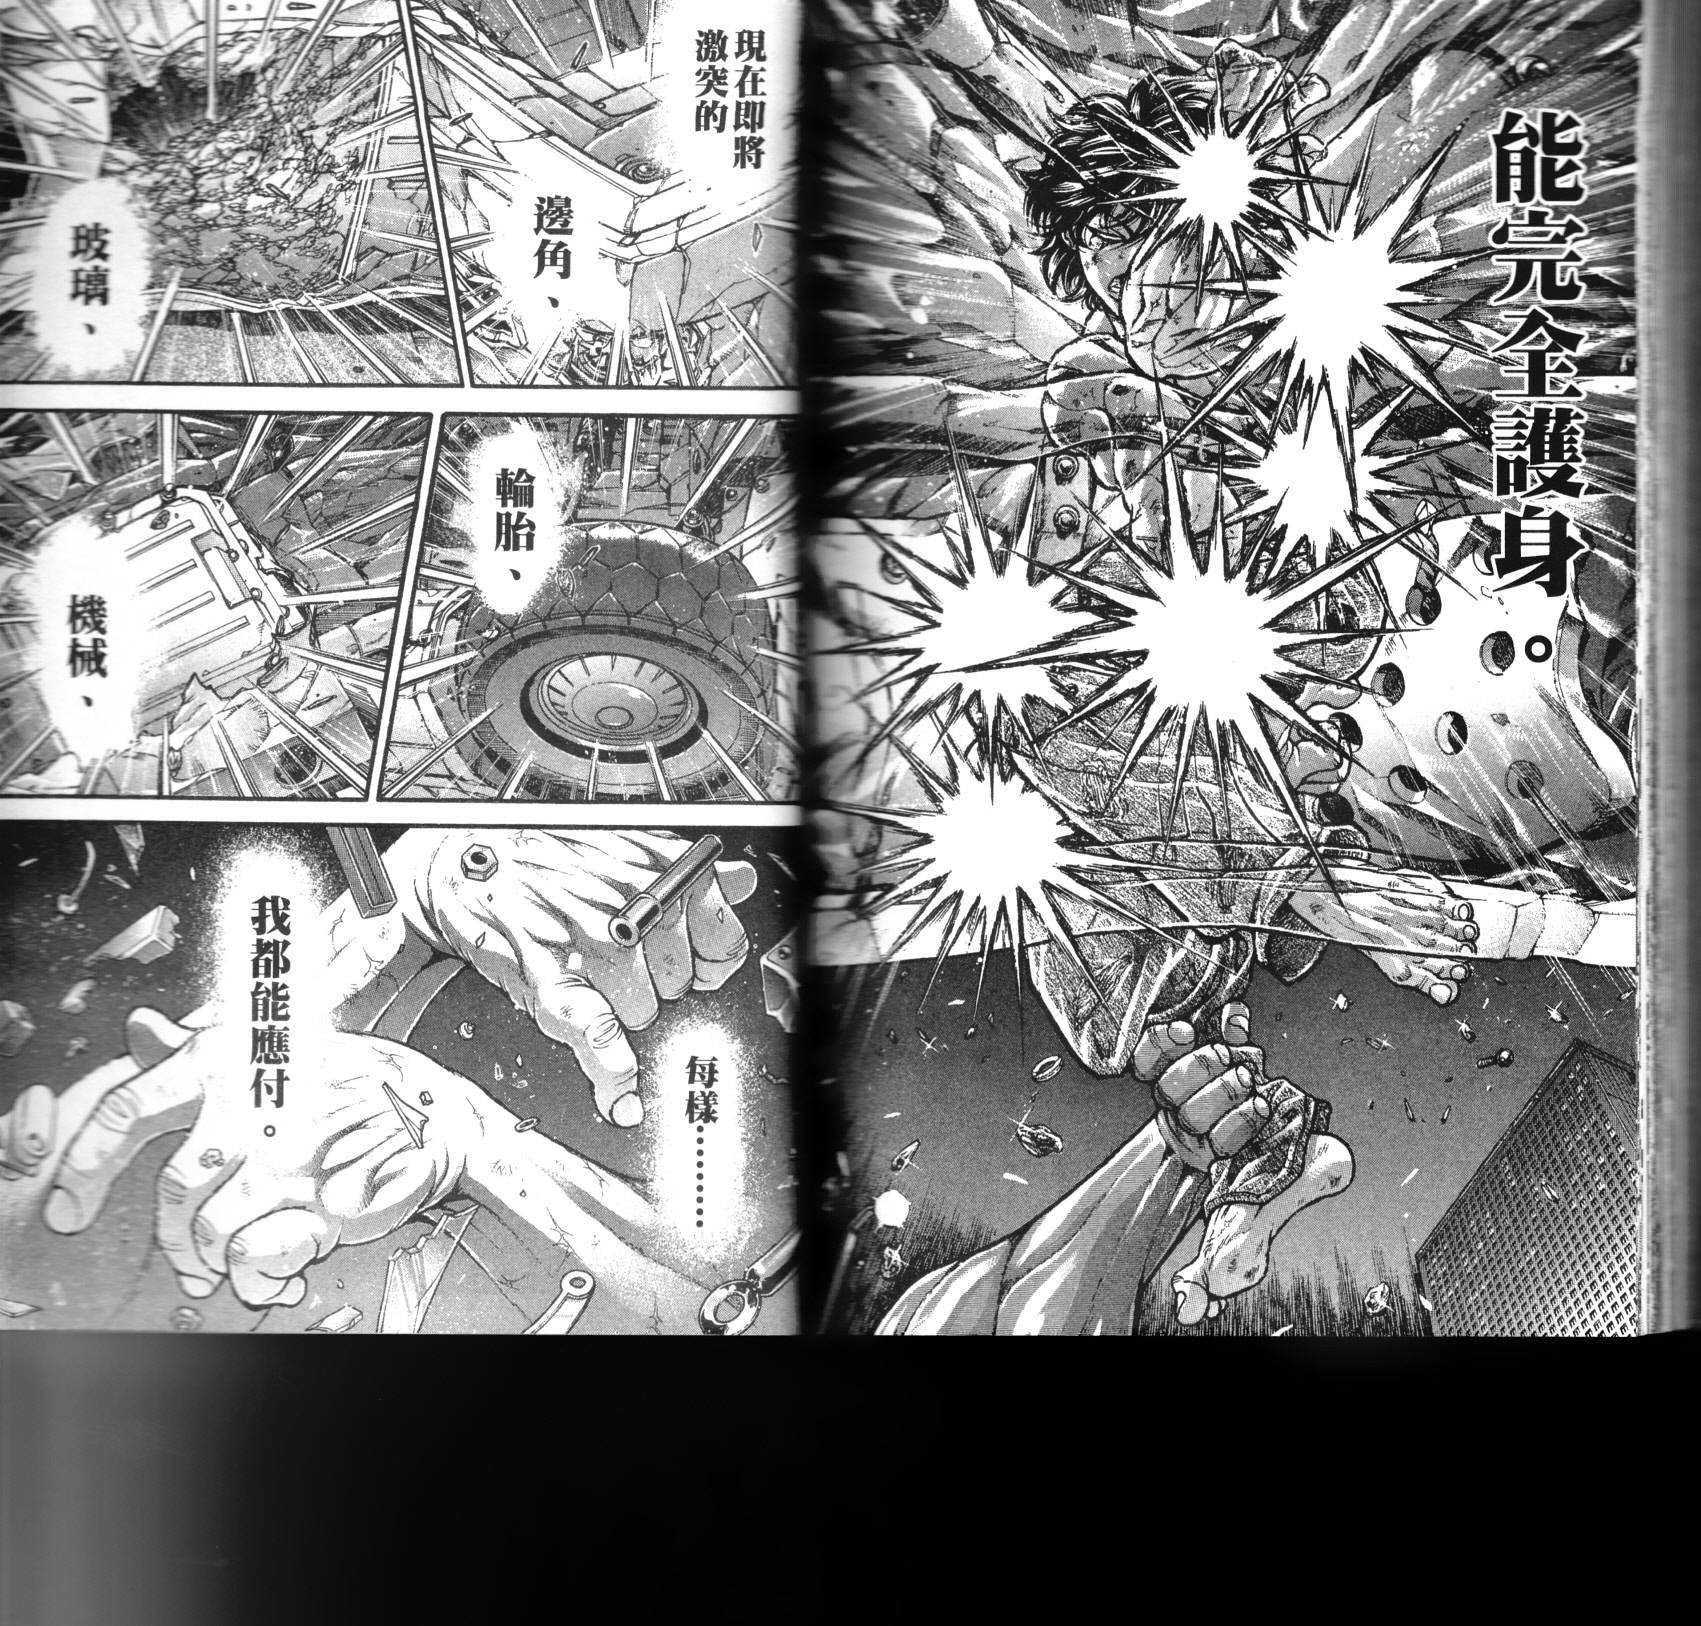 能完全護身。
現在即將
激突的
邊角、
玻璃、
輪胎、
機械、
每樣………
我都能應付。